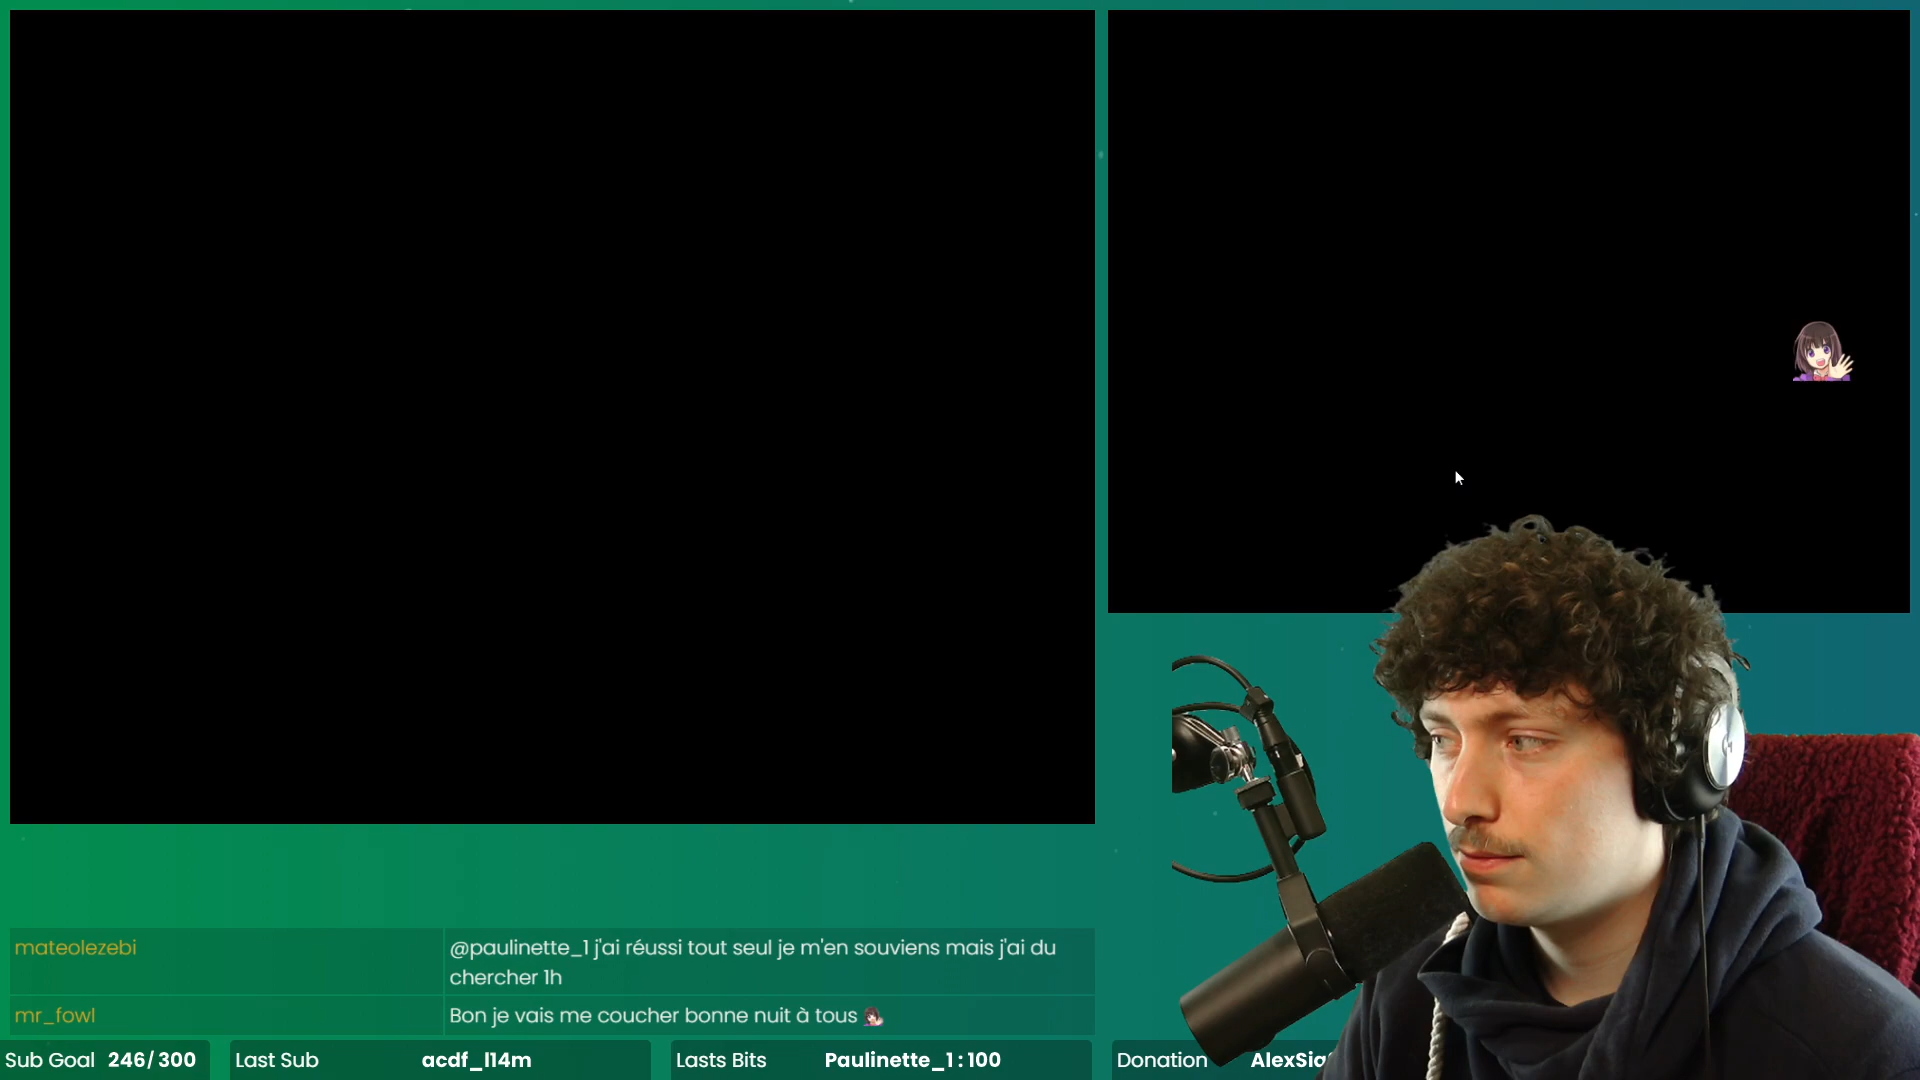 mateolezebi
@paulinette_1 j'ai réussi tout seul je m'en souviens mais j'ai du
chercher 1h
mr_fowl
Bon je vais me coucher bonne nuit à tous
Sub Goal 246/300
Last Sub acdf_l14m
Lasts Bits Paulinette_1 : 100
Donation